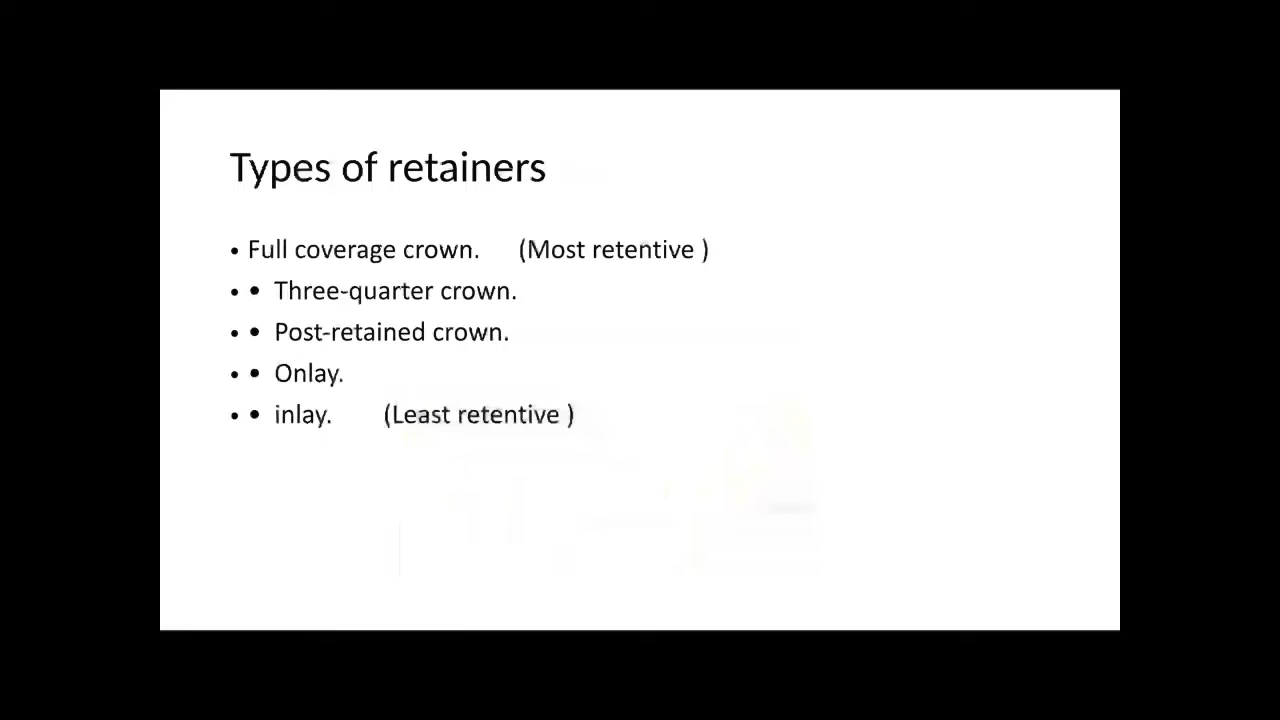 Types of retainers
• Full coverage crown. (Most retentive )
• • Three-quarter crown.
• • Post-retained crown.
• • Onlay.
• • inlay. (Least retentive )